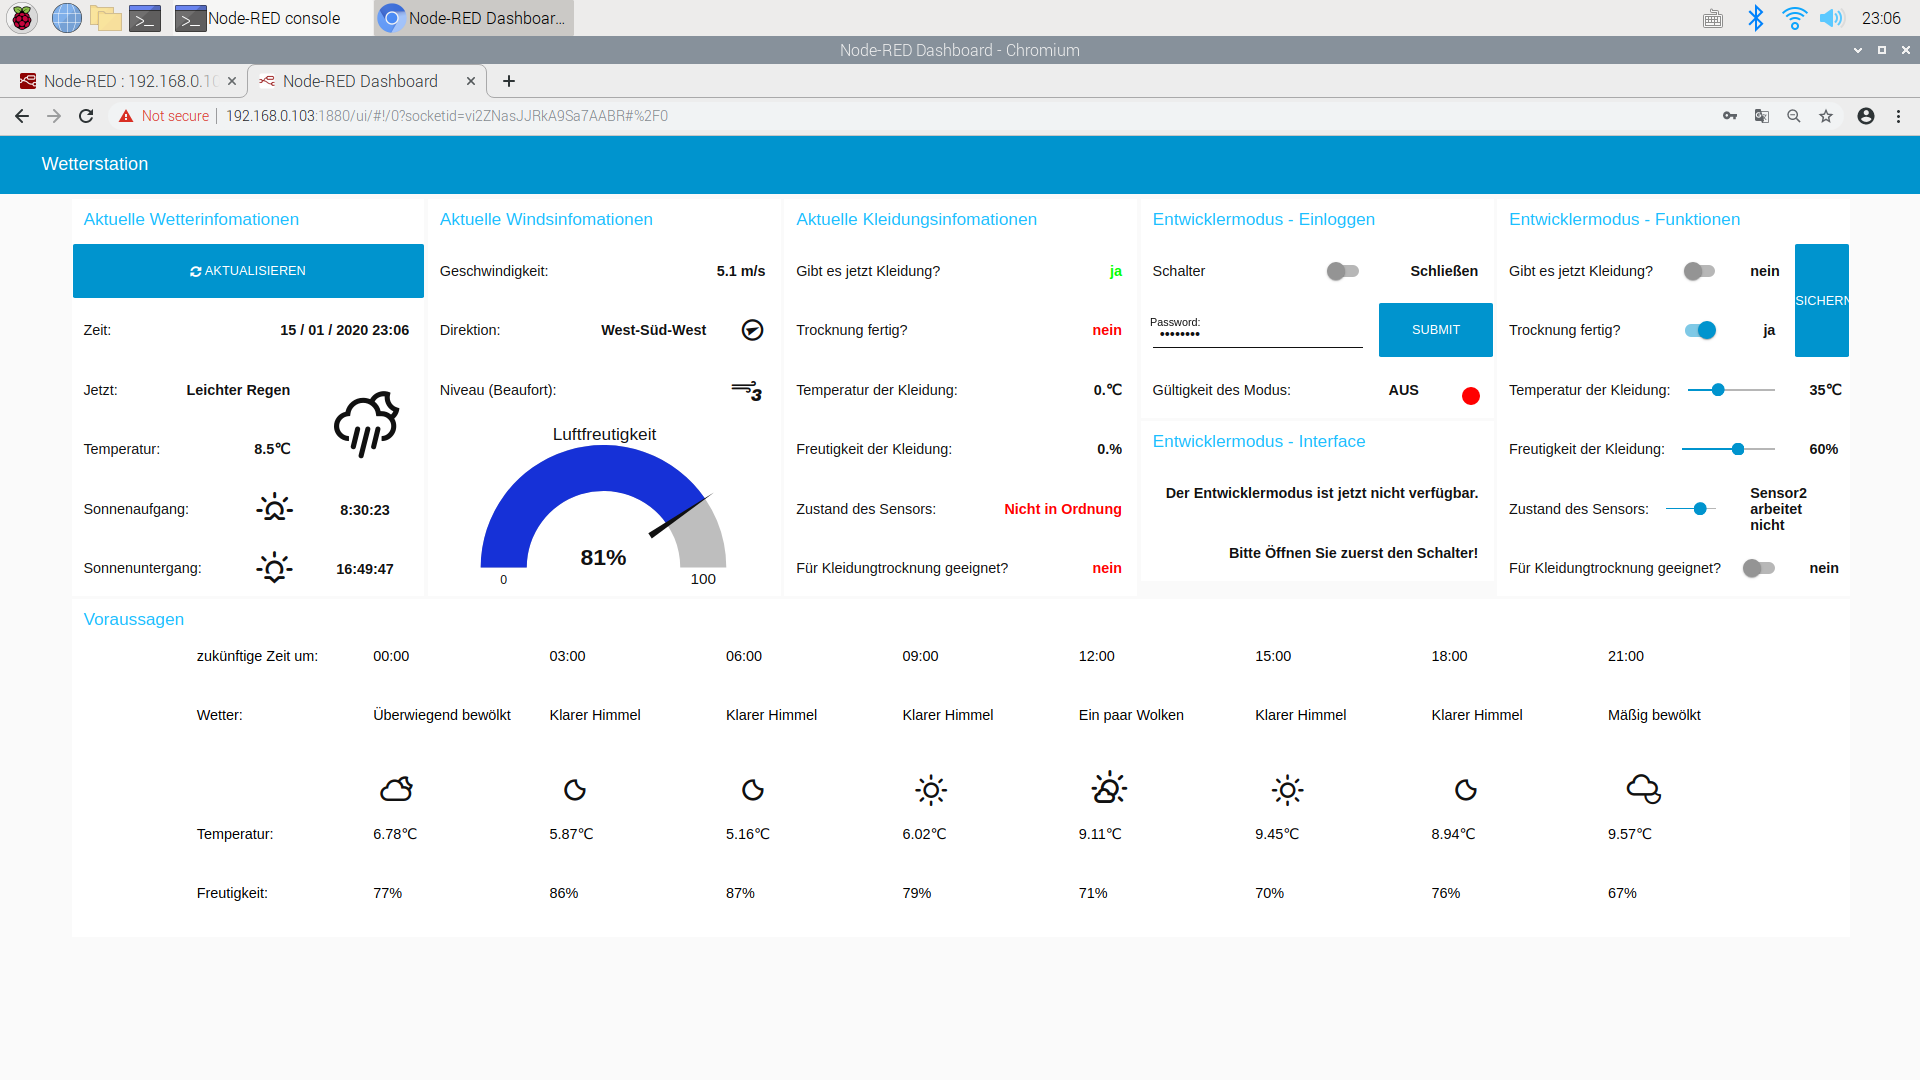 Node-RED console
Node-RED Dashboar...
23:06
Node-RED Dashboard - Chromium
Node-RED : 192.168.0.10
Node-RED Dashboard
Not secure
192.168.0.103:1880/ui/#!/0?socketid=vi2ZNasJJRkA9Sa7AABR#%2F0
Wetterstation
Aktuelle Wetterinfomationen
AKTUALISIEREN
Zeit: 15 / 01 / 2020 23:06
Jetzt: Leichter Regen
Temperatur: 8.5℃
Sonnenaufgang: 8:30:23
Sonnenuntergang: 16:49:47
Aktuelle Windsinfomationen
Geschwindigkeit: 5.1 m/s
Direktion: West-Süd-West
Niveau (Beaufort): 3
Luftfreutigkeit
81%
0 100
Aktuelle Kleidungsinfomationen
Gibt es jetzt Kleidung? ja
Trocknung fertig? nein
Temperatur der Kleidung: 0.℃
Freutigkeit der Kleidung: 0.%
Zustand des Sensors: Nicht in Ordnung
Für Kleidungtrocknung geeignet? nein
Entwicklermodus - Einloggen
Schalter Schließen
Password:
••••••••
SUBMIT
Gültigkeit des Modus: AUS
Entwicklermodus - Interface
Der Entwicklermodus ist jetzt nicht verfügbar.
Bitte Öffnen Sie zuerst den Schalter!
Entwicklermodus - Funktionen
Gibt es jetzt Kleidung? nein
SICHERN
Trocknung fertig? ja
Temperatur der Kleidung: 35℃
Freutigkeit der Kleidung: 60%
Zustand des Sensors: Sensor2
arbeitet
nicht
Für Kleidungtrocknung geeignet? nein
Voraussagen
zukünftige Zeit um: 00:00 03:00 06:00 09:00 12:00 15:00 18:00 21:00
Wetter: Überwiegend bewölkt Klarer Himmel Klarer Himmel Klarer Himmel Ein paar Wolken Klarer Himmel Klarer Himmel Mäßig bewölkt
Temperatur: 6.78℃ 5.87℃ 5.16℃ 6.02℃ 9.11℃ 9.45℃ 8.94℃ 9.57℃
Freutigkeit: 77% 86% 87% 79% 71% 70% 76% 67%